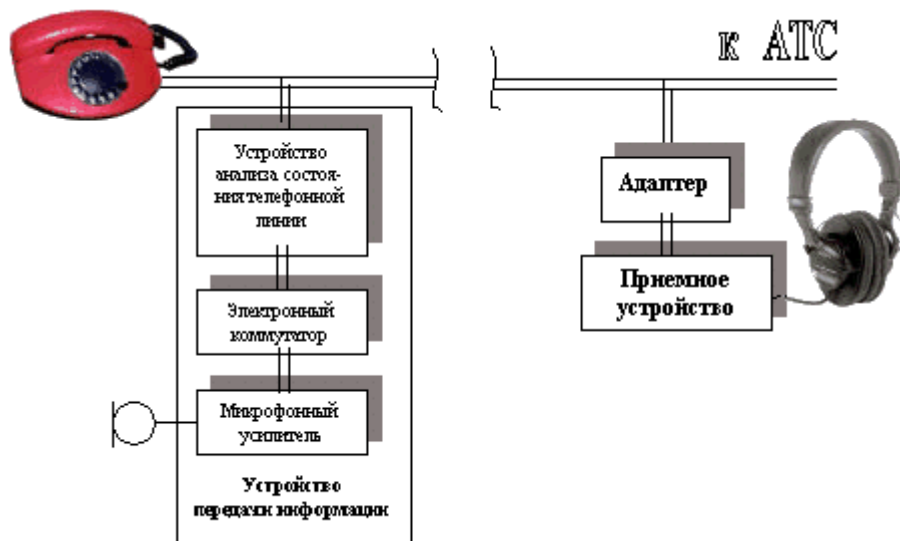 к АТС
Устройство
анализа состоя-
ния телефонной
линии
Адаптер
Электронный
коммутатор
Приемное
устройство
Микрофонный
усилитель
Устройство
передачи информации